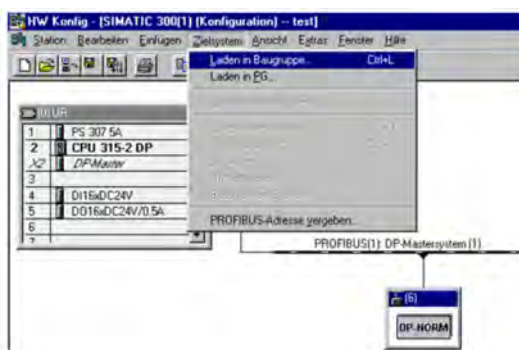 HW Konfig - [SIMATIC 300(1) (Konfiguration) -- test]
Station Bearbeiten Einfügen Zielsystem Ansicht Extras Fenster Hilfe
Laden in Baugruppe... Ctrl+L
Laden in PG...
PROFIBUS-Adresse vergeben...
(0) UR
1 PS 307 5A
2 CPU 315-2 DP
X2 DP-Master
3
4 DI16xDC24V
5 DO16xDC24V/0.5A
6
7
PROFIBUS(1): DP-Mastersystem (1)
(6)
DP-NORM